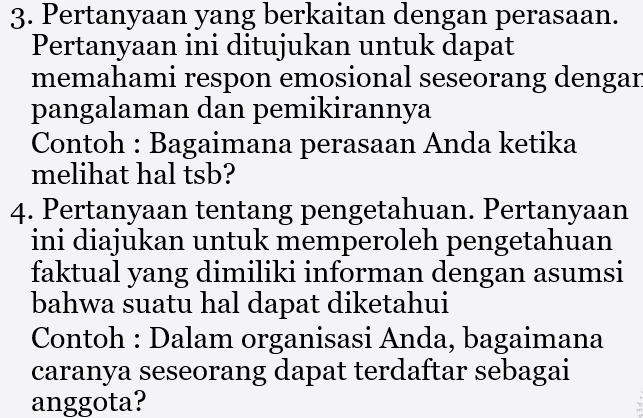 3. Pertanyaan yang berkaitan dengan perasaan.
Pertanyaan ini ditujukan untuk dapat
memahami respon emosional seseorang dengan
pangalaman dan pemikirannya
Contoh : Bagaimana perasaan Anda ketika
melihat hal tsb?
4. Pertanyaan tentang pengetahuan. Pertanyaan
ini diajukan untuk memperoleh pengetahuan
faktual yang dimiliki informan dengan asumsi
bahwa suatu hal dapat diketahui
Contoh : Dalam organisasi Anda, bagaimana
caranya seseorang dapat terdaftar sebagai
anggota?